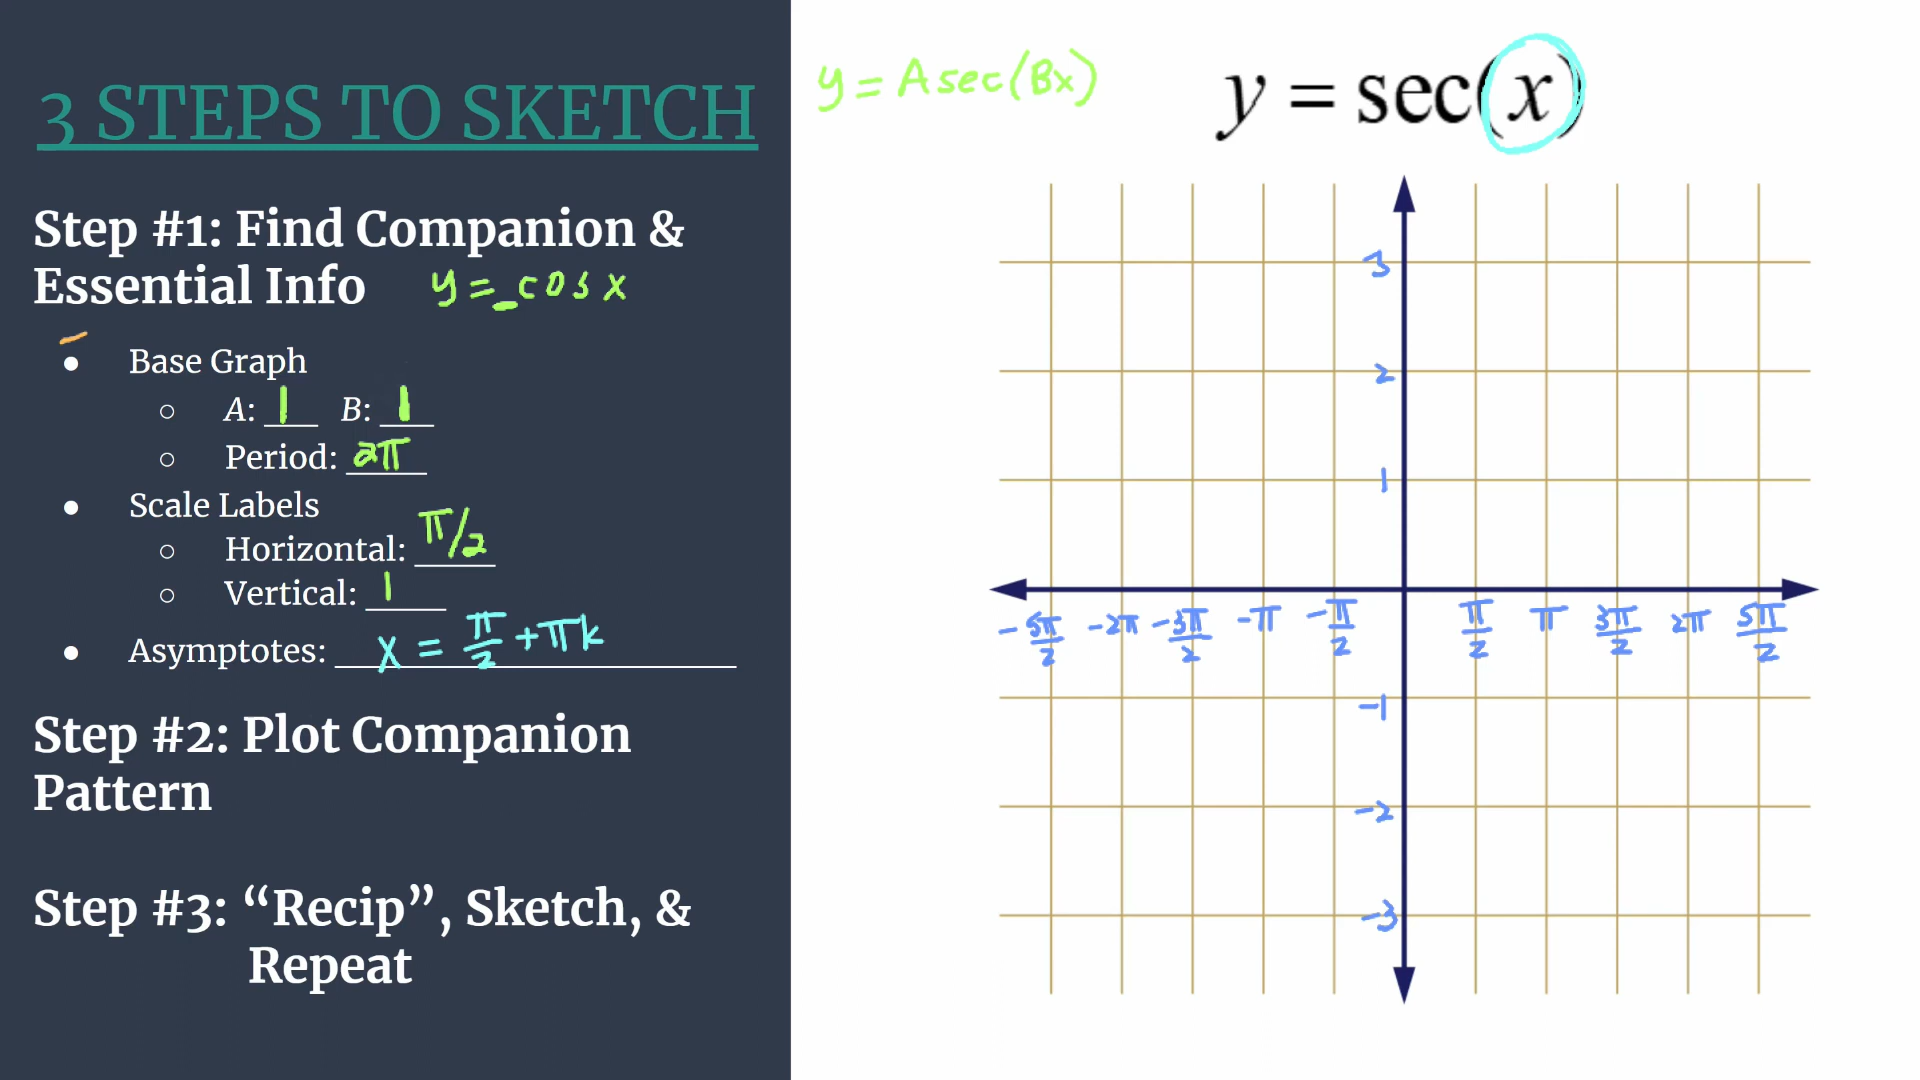 3 STEPS TO SKETCH
Step #1: Find Companion &
Essential Info y = _cos x
● Base Graph
○ A: 1 B: 1
○ Period: 2π
● Scale Labels
○ Horizontal: π/2
○ Vertical: 1
● Asymptotes: x = π/2 + πk
Step #2: Plot Companion
Pattern
Step #3: “Recip”, Sketch, &
Repeat
y = A sec(Bx)
y = sec(x)
3
2
1
-5π/2 -2π -3π/2 -π -π/2 π/2 π 3π/2 2π 5π/2
-1
-2
-3